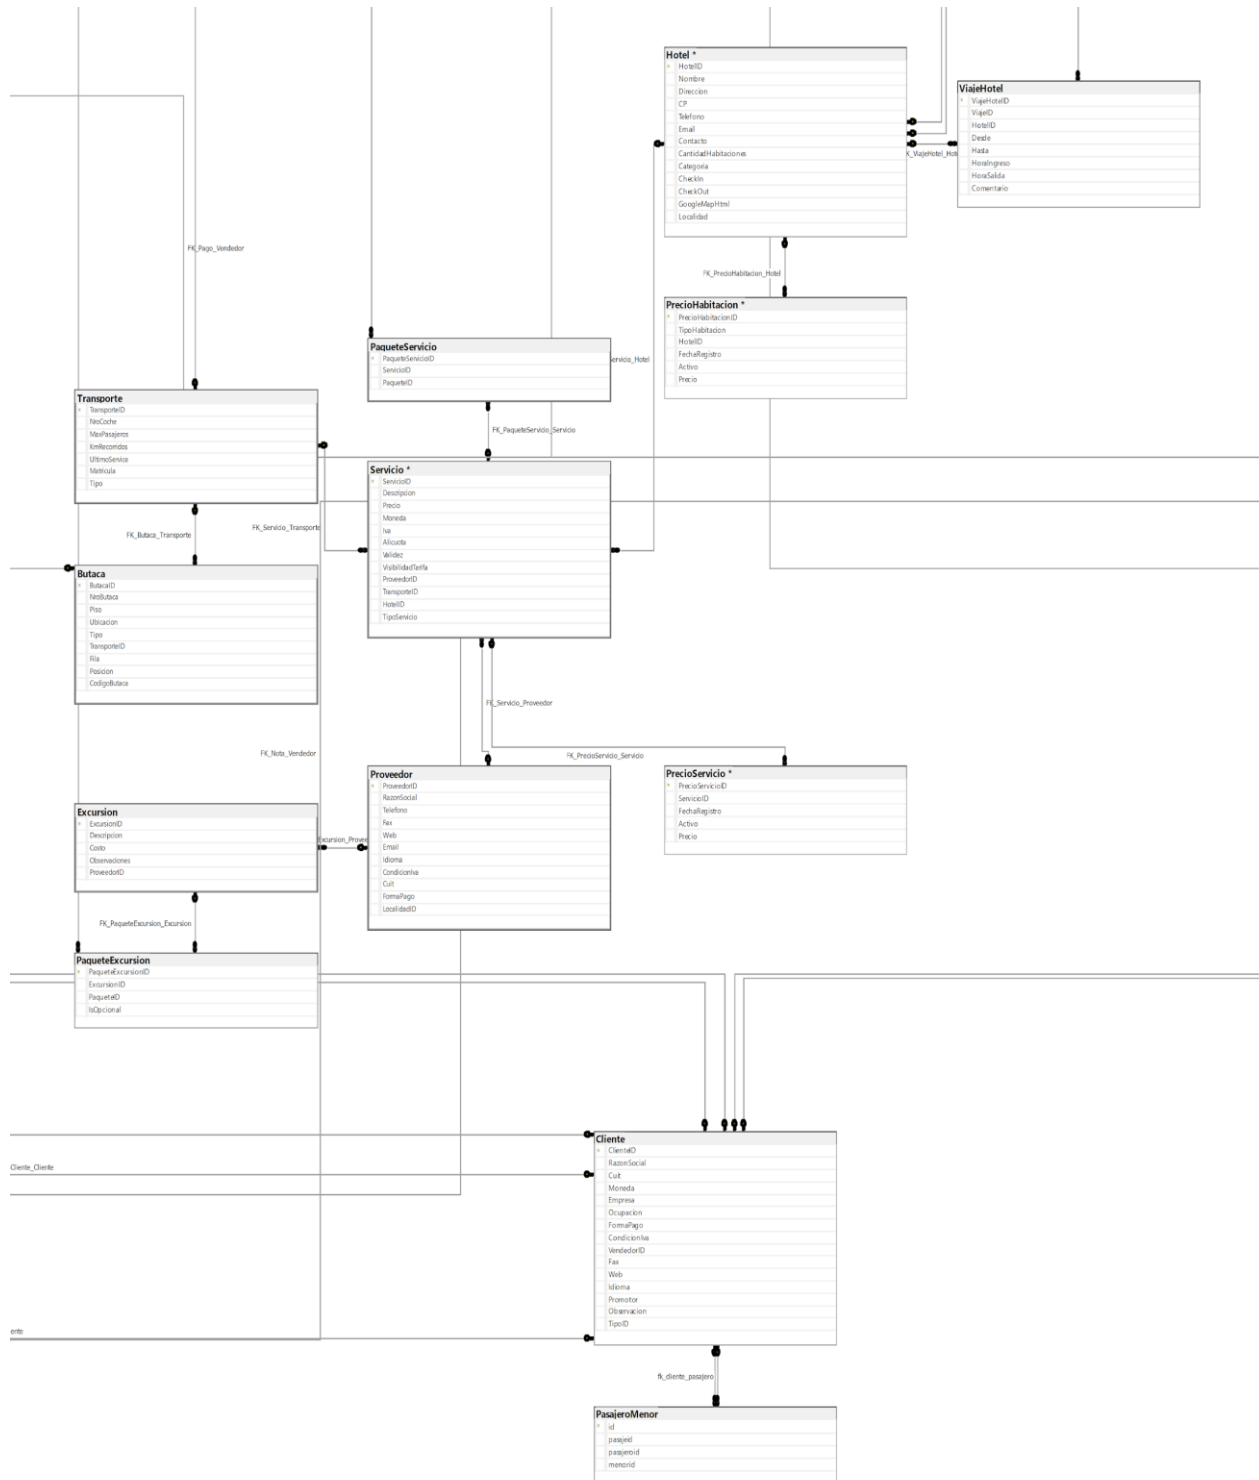 Hotel *
HotelID
Nombre
Direccion
CP
Telefono
Email
Contacto
CantidadHabitaciones
Categoria
CheckIn
CheckOut
GoogleMapHtml
Localidad
ViajeHotel
ViajeHotelID
ViajeID
HotelID
Desde
Hasta
HoraIngreso
HoraSalida
Comentario
FK_Pago_Vendedor
FK_PrecioHabitacion_Hotel
PrecioHabitacion *
PrecioHabitacionID
TipoHabitacion
HotelID
FechaRegistro
Activo
Precio
PaqueteServicio
PaqueteServicioID
ServicioID
PaqueteID
ervicio_Hotel
Transporte
TransporteID
NroCoche
MaxPasajeros
KmRecorridos
UltimoService
Matricula
Tipo
FK_PaqueteServicio_Servicio
Servicio *
ServicioID
Descripcion
Precio
Moneda
Iva
Alicuota
Validez
VisibilidadTarifa
ProveedorID
TransporteID
HotelID
TipoServicio
FK_Servicio_Transporte
FK_Butaca_Transporte
Butaca
ButacaID
NroButaca
Piso
Ubicacion
Tipo
TransporteID
Fila
Posicion
CodigoButaca
FK_Servicio_Proveedor
FK_Nota_Vendedor
FK_PrecioServicio_Servicio
Proveedor
ProveedorID
RazonSocial
Telefono
Fax
Web
Email
Idioma
CondicionIva
Cuit
FormaPago
LocalidadID
PrecioServicio *
PrecioServicioID
ServicioID
FechaRegistro
Activo
Precio
Excursion
ExcursionID
Descripcion
Costo
Observaciones
ProveedorID
Excursion_Provee
FK_PaqueteExcursion_Excursion
PaqueteExcursion
PaqueteExcursionID
ExcursionID
PaqueteID
IsOpcional
Cliente_Cliente
Cliente
ClienteID
RazonSocial
Cuit
Moneda
Empresa
Ocupacion
FormaPago
CondicionIva
VendedorID
Fax
Web
Idioma
Promotor
Observacion
TipoID
ente
fk_cliente_pasajero
PasajeroMenor
id
pasajeid
pasajeroid
menorid